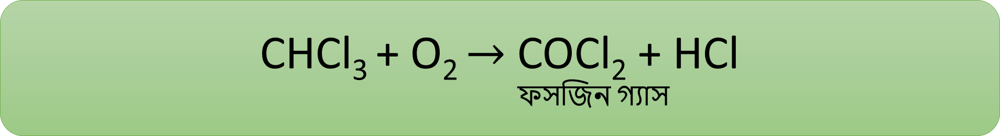 CHCl₃ + O₂ → COCl₂ + HCl
ফসজিন গ্যাস